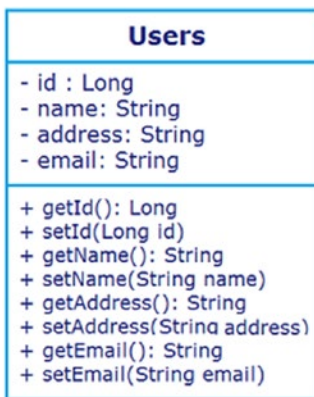 Users
- id : Long
- name: String
- address: String
- email: String
+ getId(): Long
+ setId(Long id)
+ getName(): String
+ setName(String name)
+ getAddress(): String
+ setAddress(String address)
+ getEmail(): String
+ setEmail(String email)